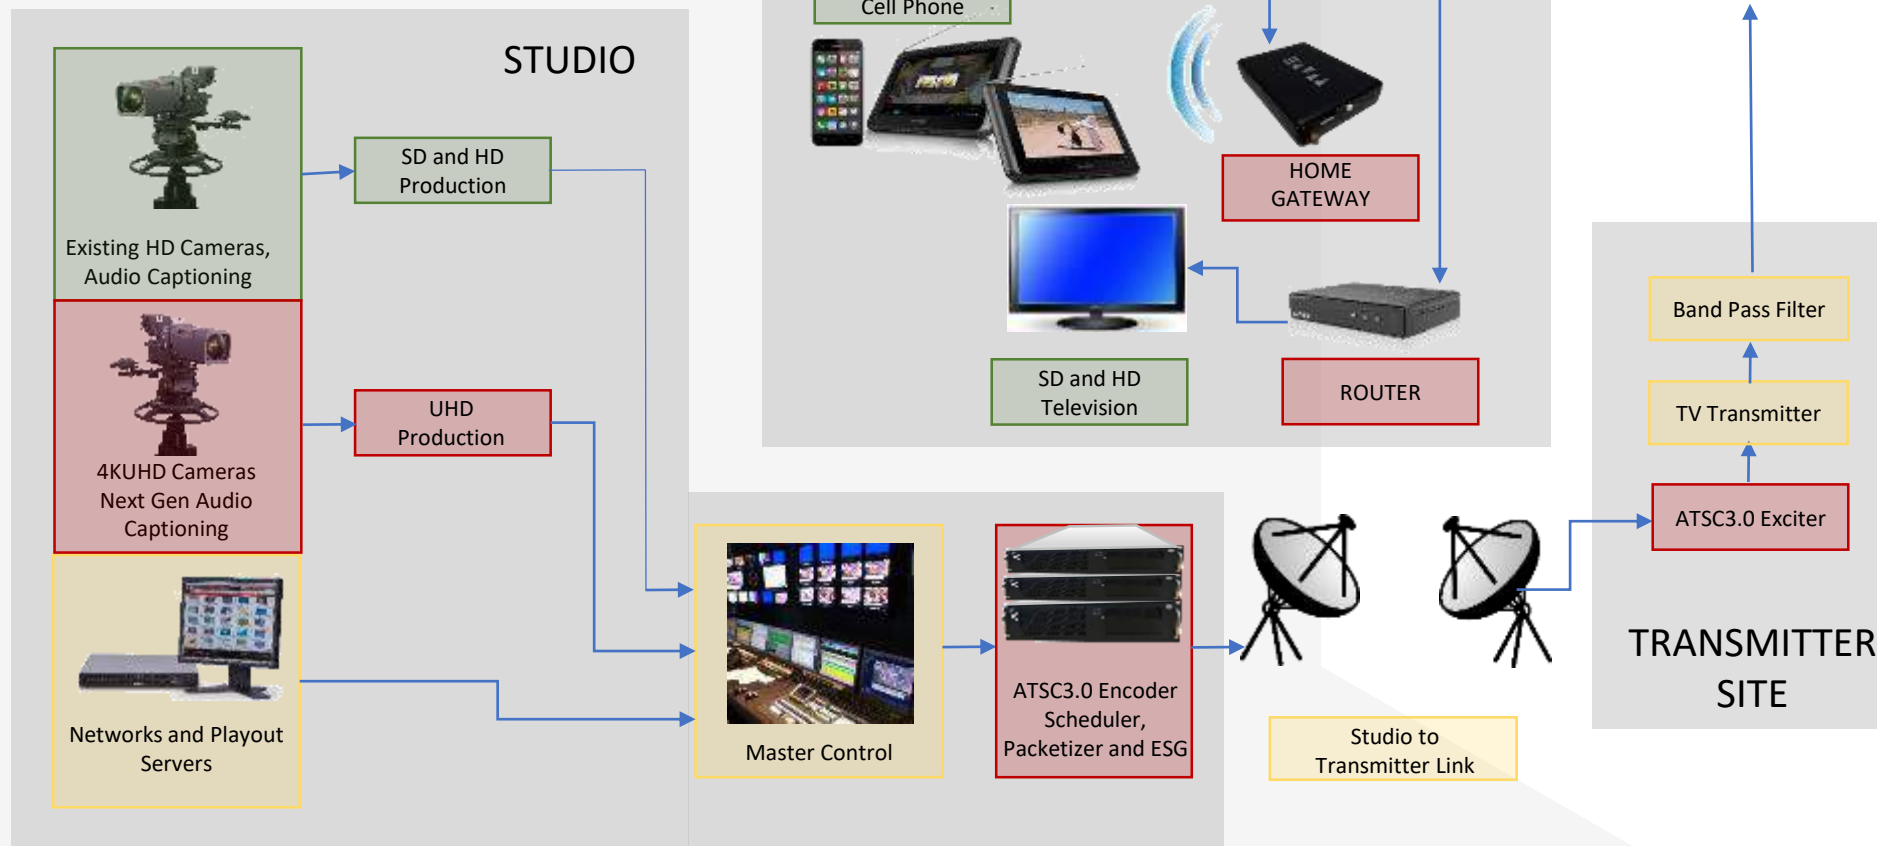 Cell Phone
STUDIO
SD and HD
Production
Existing HD Cameras,
Audio Captioning
HOME
GATEWAY
UHD
Production
4KUHD Cameras
Next Gen Audio
Captioning
SD and HD
Television
ROUTER
Band Pass Filter
TV Transmitter
ATSC3.0 Exciter
TRANSMITTER
SITE
Networks and Playout
Servers
Master Control
ATSC3.0 Encoder
Scheduler,
Packetizer and ESG
Studio to
Transmitter Link